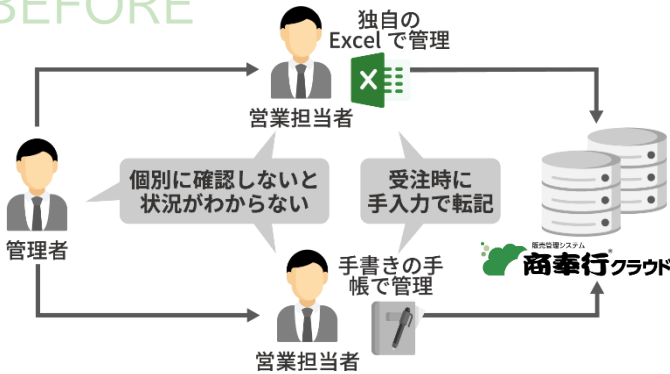 BEFORE
独自の
Excel で管理
営業担当者
個別に確認しないと
状況がわからない
受注時に
手入力で転記
管理者
手書きの手
帳で管理
営業担当者
販売管理システム
商奉行クラウド